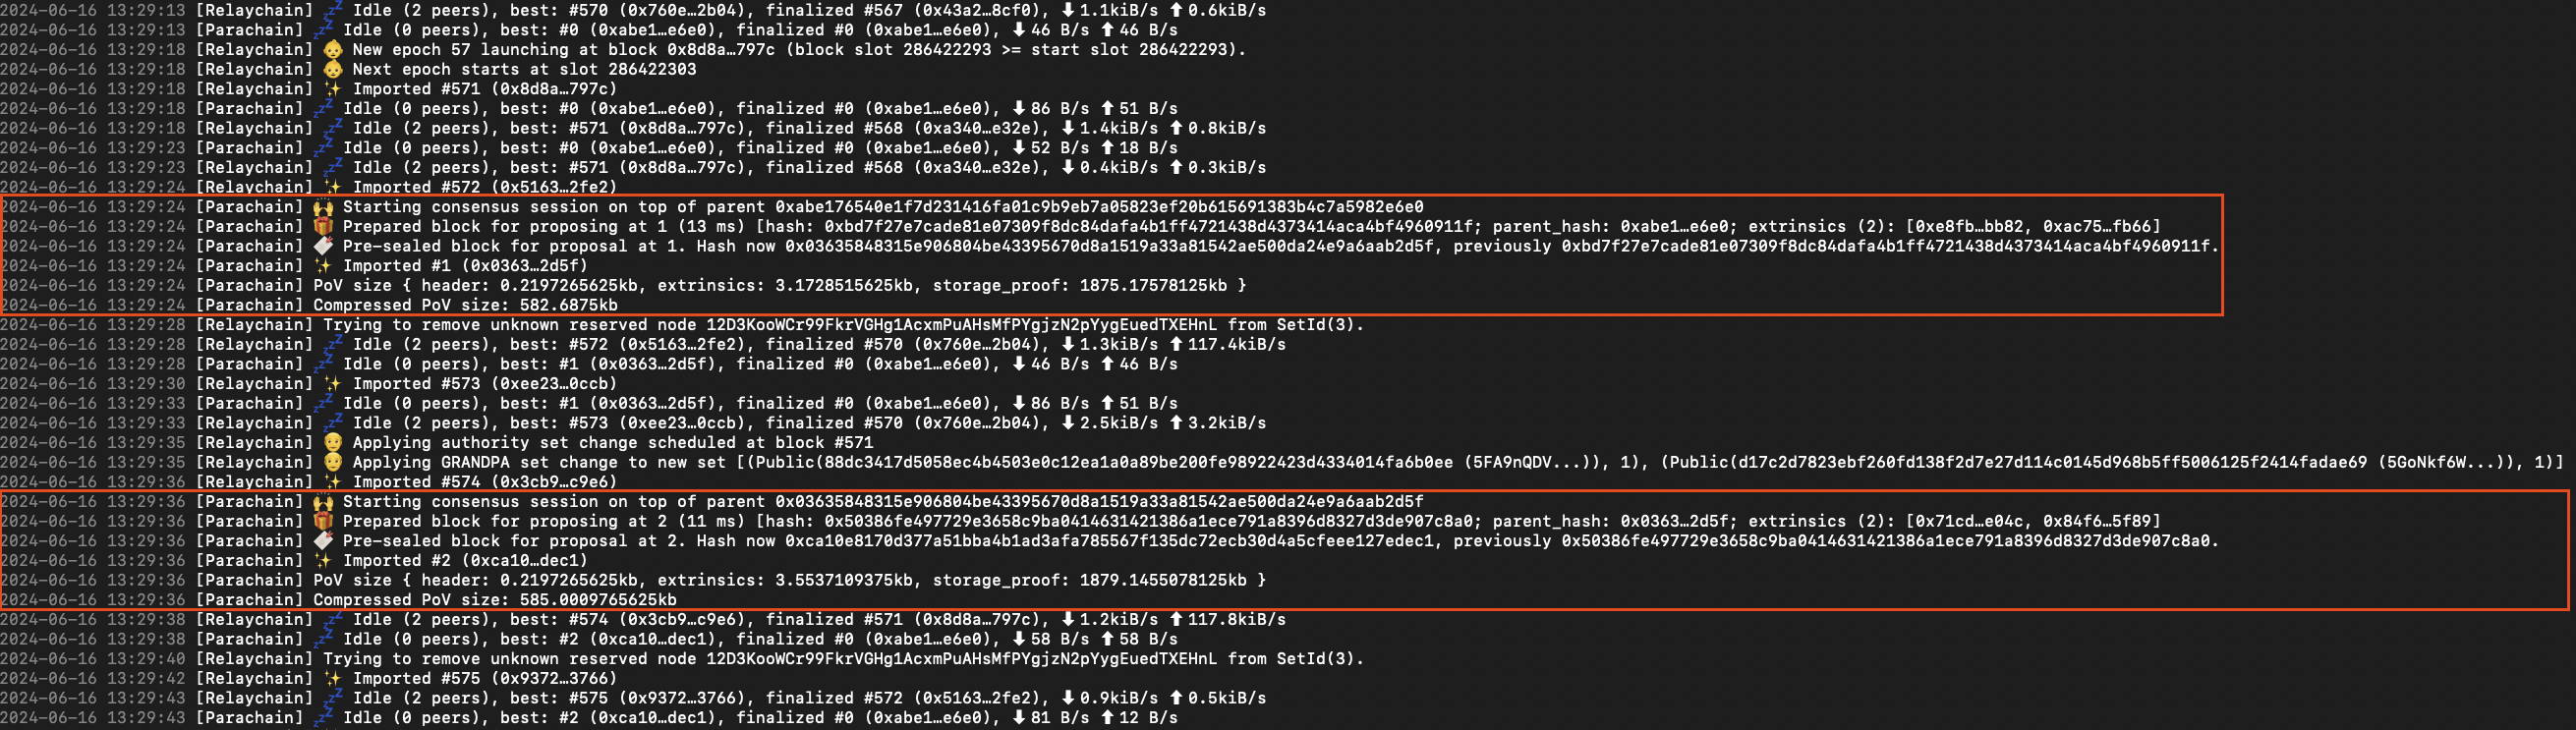 2024-06-16 13:29:13 [Relaychain] 💤 Idle (2 peers), best: #570 (0x760e…2b04), finalized #567 (0x43a2…8cf0), ⬇ 1.1kiB/s ⬆ 0.6kiB/s
2024-06-16 13:29:13 [Parachain] 💤 Idle (0 peers), best: #0 (0xabe1…e6e0), finalized #0 (0xabe1…e6e0), ⬇ 46 B/s ⬆ 46 B/s
2024-06-16 13:29:18 [Relaychain] 👶 New epoch 57 launching at block 0x8d8a…797c (block slot 286422293 >= start slot 286422293).
2024-06-16 13:29:18 [Relaychain] 👶 Next epoch starts at slot 286422303
2024-06-16 13:29:18 [Relaychain] ✨ Imported #571 (0x8d8a…797c)
2024-06-16 13:29:18 [Parachain] 💤 Idle (0 peers), best: #0 (0xabe1…e6e0), finalized #0 (0xabe1…e6e0), ⬇ 86 B/s ⬆ 51 B/s
2024-06-16 13:29:18 [Relaychain] 💤 Idle (2 peers), best: #571 (0x8d8a…797c), finalized #568 (0xa340…e32e), ⬇ 1.4kiB/s ⬆ 0.8kiB/s
2024-06-16 13:29:23 [Parachain] 💤 Idle (0 peers), best: #0 (0xabe1…e6e0), finalized #0 (0xabe1…e6e0), ⬇ 52 B/s ⬆ 18 B/s
2024-06-16 13:29:23 [Relaychain] 💤 Idle (2 peers), best: #571 (0x8d8a…797c), finalized #568 (0xa340…e32e), ⬇ 0.4kiB/s ⬆ 0.3kiB/s
2024-06-16 13:29:24 [Relaychain] ✨ Imported #572 (0x5163…2fe2)
2024-06-16 13:29:24 [Parachain] 🙌 Starting consensus session on top of parent 0xabe176540e1f7d231416fa01c9b9eb7a05823ef20b615691383b4c7a5982e6e0
2024-06-16 13:29:24 [Parachain] 🎁 Prepared block for proposing at 1 (13 ms) [hash: 0xbd7f27e7cade81e07309f8dc84dafa4b1ff4721438d4373414aca4bf4960911f; parent_hash: 0xabe1…e6e0; extrinsics (2): [0xe8fb…bb82, 0xac75…fb66]
2024-06-16 13:29:24 [Parachain] 🔖 Pre-sealed block for proposal at 1. Hash now 0x03635848315e906804be43395670d8a1519a33a81542ae500da24e9a6aab2d5f, previously 0xbd7f27e7cade81e07309f8dc84dafa4b1ff4721438d4373414aca4bf4960911f.
2024-06-16 13:29:24 [Parachain] ✨ Imported #1 (0x0363…2d5f)
2024-06-16 13:29:24 [Parachain] PoV size { header: 0.2197265625kb, extrinsics: 3.1728515625kb, storage_proof: 1875.17578125kb }
2024-06-16 13:29:24 [Parachain] Compressed PoV size: 582.6875kb
2024-06-16 13:29:28 [Relaychain] Trying to remove unknown reserved node 12D3KooWCr99FkrVGHg1AcxmPuAHsMfPYgjzN2pYygEuedTXEHnL from SetId(3).
2024-06-16 13:29:28 [Relaychain] 💤 Idle (2 peers), best: #572 (0x5163…2fe2), finalized #570 (0x760e…2b04), ⬇ 1.3kiB/s ⬆ 117.4kiB/s
2024-06-16 13:29:28 [Parachain] 💤 Idle (0 peers), best: #1 (0x0363…2d5f), finalized #0 (0xabe1…e6e0), ⬇ 46 B/s ⬆ 46 B/s
2024-06-16 13:29:30 [Relaychain] ✨ Imported #573 (0xee23…0ccb)
2024-06-16 13:29:33 [Parachain] 💤 Idle (0 peers), best: #1 (0x0363…2d5f), finalized #0 (0xabe1…e6e0), ⬇ 86 B/s ⬆ 51 B/s
2024-06-16 13:29:33 [Relaychain] 💤 Idle (2 peers), best: #573 (0xee23…0ccb), finalized #570 (0x760e…2b04), ⬇ 2.5kiB/s ⬆ 3.2kiB/s
2024-06-16 13:29:35 [Relaychain] 👴 Applying authority set change scheduled at block #571
2024-06-16 13:29:35 [Relaychain] 👴 Applying GRANDPA set change to new set [(Public(88dc3417d5058ec4b4503e0c12ea1a0a89be200fe98922423d4334014fa6b0ee (5FA9nQDV...)), 1), (Public(d17c2d7823ebf260fd138f2d7e27d114c0145d968b5ff5006125f2414fadae69 (5GoNkf6W...)), 1)]
2024-06-16 13:29:36 [Relaychain] ✨ Imported #574 (0x3cb9…c9e6)
2024-06-16 13:29:36 [Parachain] 🙌 Starting consensus session on top of parent 0x03635848315e906804be43395670d8a1519a33a81542ae500da24e9a6aab2d5f
2024-06-16 13:29:36 [Parachain] 🎁 Prepared block for proposing at 2 (11 ms) [hash: 0x50386fe497729e3658c9ba0414631421386a1ece791a8396d8327d3de907c8a0; parent_hash: 0x0363…2d5f; extrinsics (2): [0x71cd…e04c, 0x84f6…5f89]
2024-06-16 13:29:36 [Parachain] 🔖 Pre-sealed block for proposal at 2. Hash now 0xca10e8170d377a51bba4b1ad3afa785567f135dc72ecb30d4a5cfeee127edec1, previously 0x50386fe497729e3658c9ba0414631421386a1ece791a8396d8327d3de907c8a0.
2024-06-16 13:29:36 [Parachain] ✨ Imported #2 (0xca10…dec1)
2024-06-16 13:29:36 [Parachain] PoV size { header: 0.2197265625kb, extrinsics: 3.5537109375kb, storage_proof: 1879.1455078125kb }
2024-06-16 13:29:36 [Parachain] Compressed PoV size: 585.0009765625kb
2024-06-16 13:29:38 [Relaychain] 💤 Idle (2 peers), best: #574 (0x3cb9…c9e6), finalized #571 (0x8d8a…797c), ⬇ 1.2kiB/s ⬆ 117.8kiB/s
2024-06-16 13:29:38 [Parachain] 💤 Idle (0 peers), best: #2 (0xca10…dec1), finalized #0 (0xabe1…e6e0), ⬇ 58 B/s ⬆ 58 B/s
2024-06-16 13:29:40 [Relaychain] Trying to remove unknown reserved node 12D3KooWCr99FkrVGHg1AcxmPuAHsMfPYgjzN2pYygEuedTXEHnL from SetId(3).
2024-06-16 13:29:42 [Relaychain] ✨ Imported #575 (0x9372…3766)
2024-06-16 13:29:43 [Relaychain] 💤 Idle (2 peers), best: #575 (0x9372…3766), finalized #572 (0x5163…2fe2), ⬇ 0.9kiB/s ⬆ 0.5kiB/s
2024-06-16 13:29:43 [Parachain] 💤 Idle (0 peers), best: #2 (0xca10…dec1), finalized #0 (0xabe1…e6e0), ⬇ 81 B/s ⬆ 12 B/s